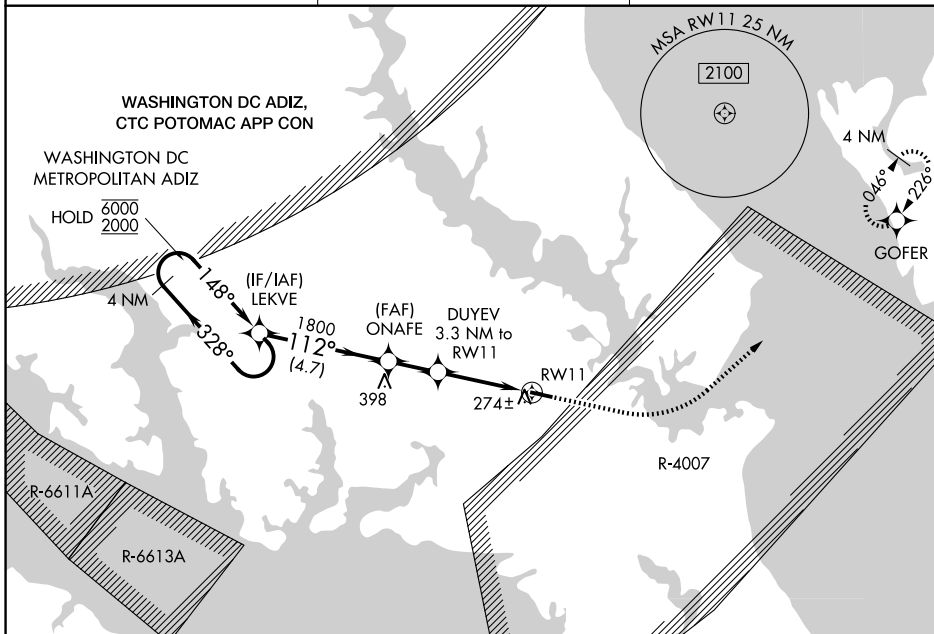 MSA RW11 25 NM
2100
WASHINGTON DC ADIZ,
CTC POTOMAC APP CON
WASHINGTON DC
METROPOLITAN ADIZ
HOLD 6000
2000
4 NM
046°
226°
GOFER
4 NM
148°
328°
(IF/IAF)
LEKVE
1800
112°
(4.7)
(FAF)
ONAFE
398
DUYEV
3.3 NM to
RW11
RW11
274±
R-4007
R-6611A
R-6613A